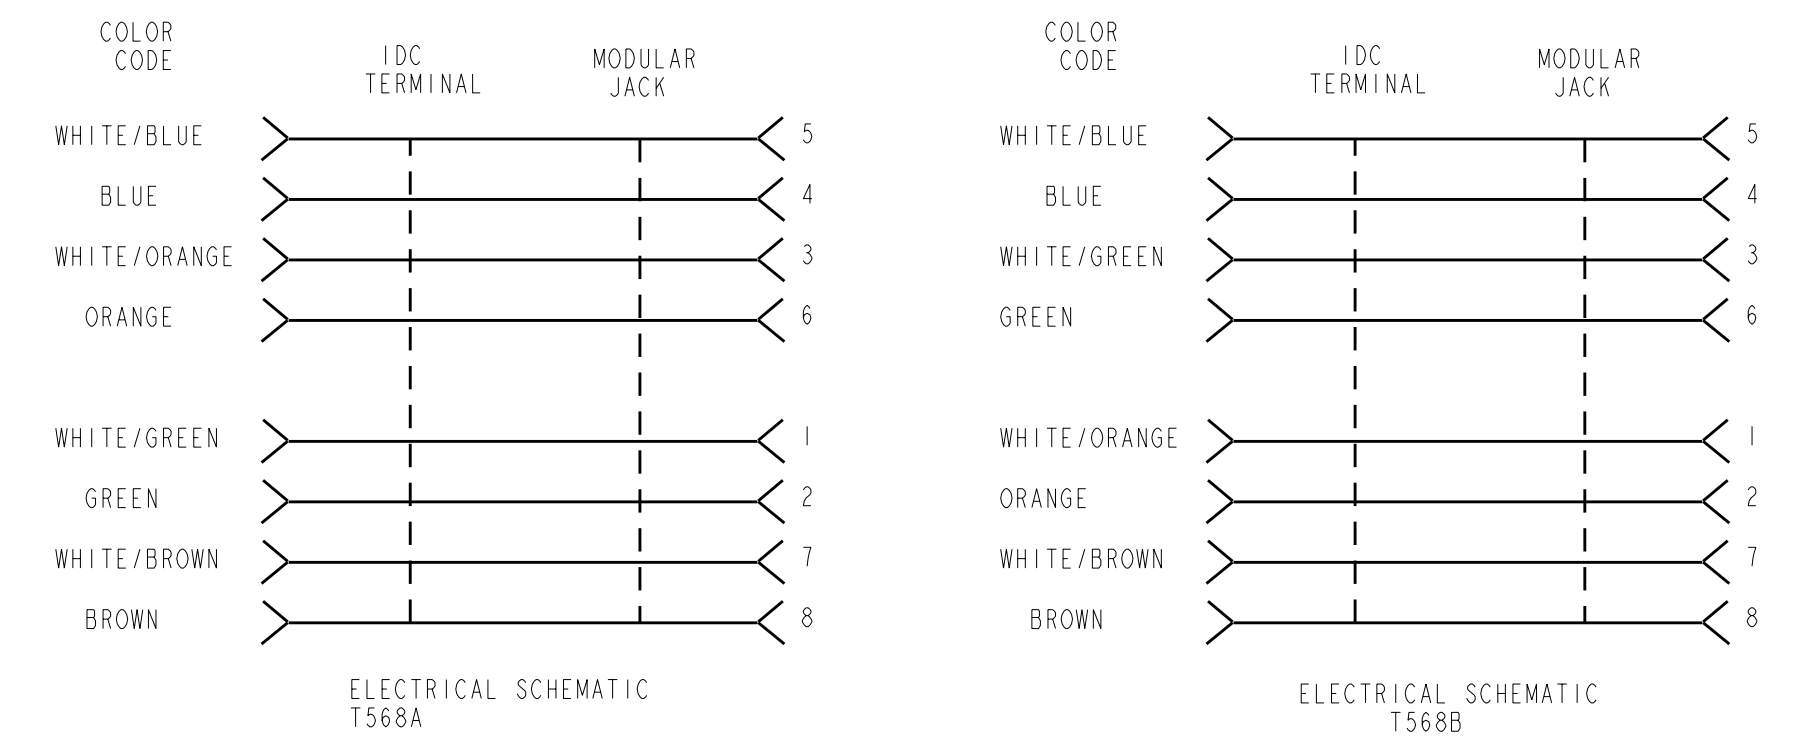 COLOR
CODE
IDC
TERMINAL
MODULAR
JACK
WHITE/BLUE 5
BLUE 4
WHITE/ORANGE 3
ORANGE 6
WHITE/GREEN 1
GREEN 2
WHITE/BROWN 7
BROWN 8
ELECTRICAL SCHEMATIC
T568A
COLOR
CODE
IDC
TERMINAL
MODULAR
JACK
WHITE/BLUE 5
BLUE 4
WHITE/GREEN 3
GREEN 6
WHITE/ORANGE 1
ORANGE 2
WHITE/BROWN 7
BROWN 8
ELECTRICAL SCHEMATIC
T568B